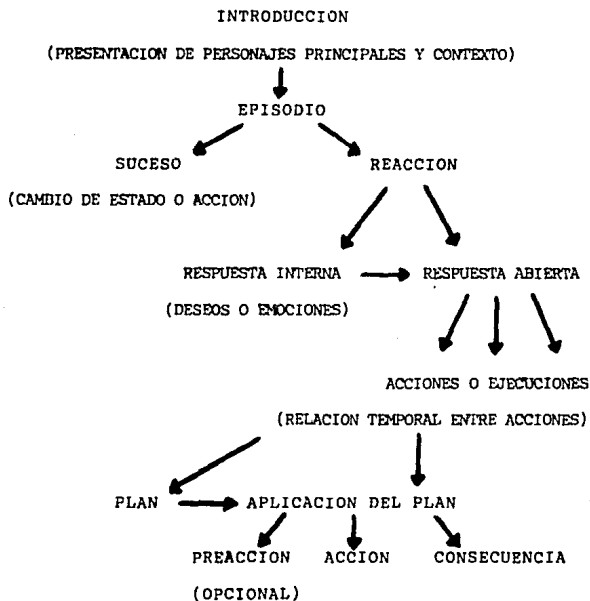 INTRODUCCION
(PRESENTACION DE PERSONAJES PRINCIPALES Y CONTEXTO)
EPISODIO
SUCESO REACCION
(CAMBIO DE ESTADO O ACCION)
RESPUESTA INTERNA RESPUESTA ABIERTA
(DESEOS O EMOCIONES)
ACCIONES O EJECUCIONES
(RELACION TEMPORAL ENTRE ACCIONES)
PLAN APLICACION DEL PLAN
PREACCION ACCION CONSECUENCIA
(OPCIONAL)